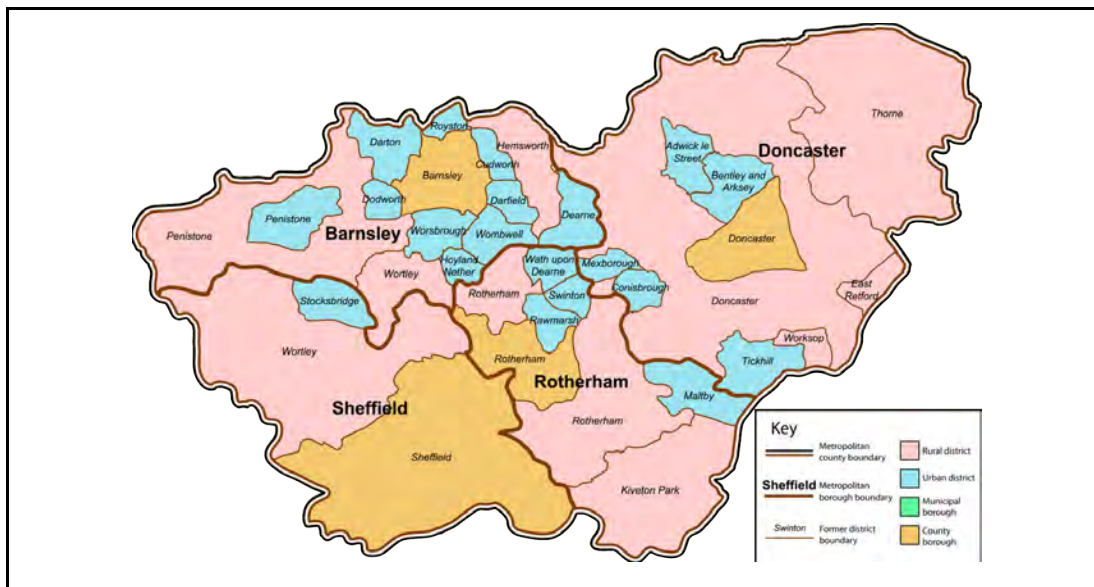 Thorne
Royston
Darton
Hemsworth
Adwick le
Street
Doncaster
Cudworth
Barnsley
Bentley and
Arksey
Dodworth
Darfield
Penistone
Dearne
Barnsley
Worsbrough
Wombwell
Penistone
Doncaster
Hoyland
Nether
Wath upon
Dearne
Mexborough
Wortley
Conisbrough
East
Retford
Rotherham
Swinton
Stocksbridge
Doncaster
Rawmarsh
Worksop
Wortley
Rotherham
Tickhill
Rotherham
Maltby
Sheffield
Rotherham
Sheffield
Kiveton Park
Key
Metropolitan
county boundary
Rural district
Sheffield
Metropolitan
borough boundary
Urban district
Municipal
borough
Swinton
Former district
boundary
County
borough